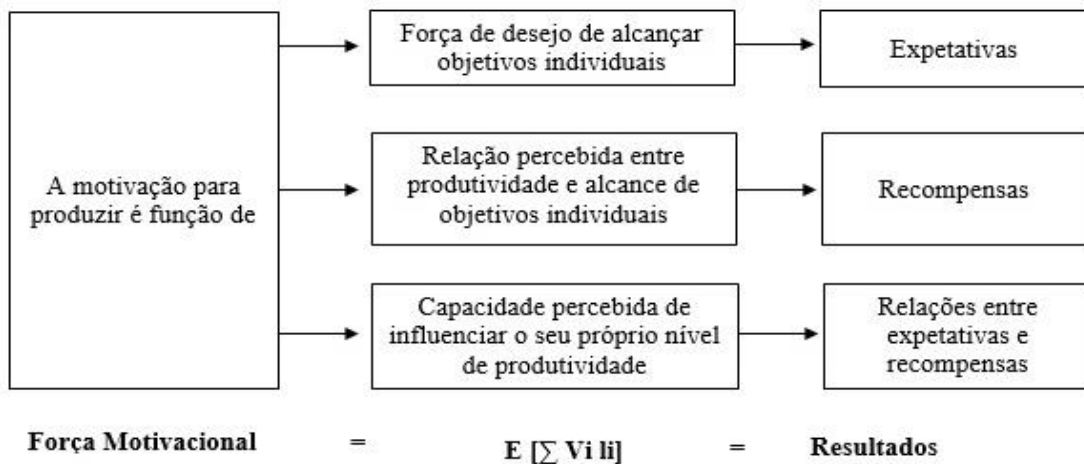 A motivação para
produzir é função de
Força de desejo de alcançar
objetivos individuais
Expetativas
Relação percebida entre
produtividade e alcance de
objetivos individuais
Recompensas
Capacidade percebida de
influenciar o seu próprio nível
de produtividade
Relações entre
expetativas e
recompensas
Força Motivacional = E [∑ Vi li] = Resultados